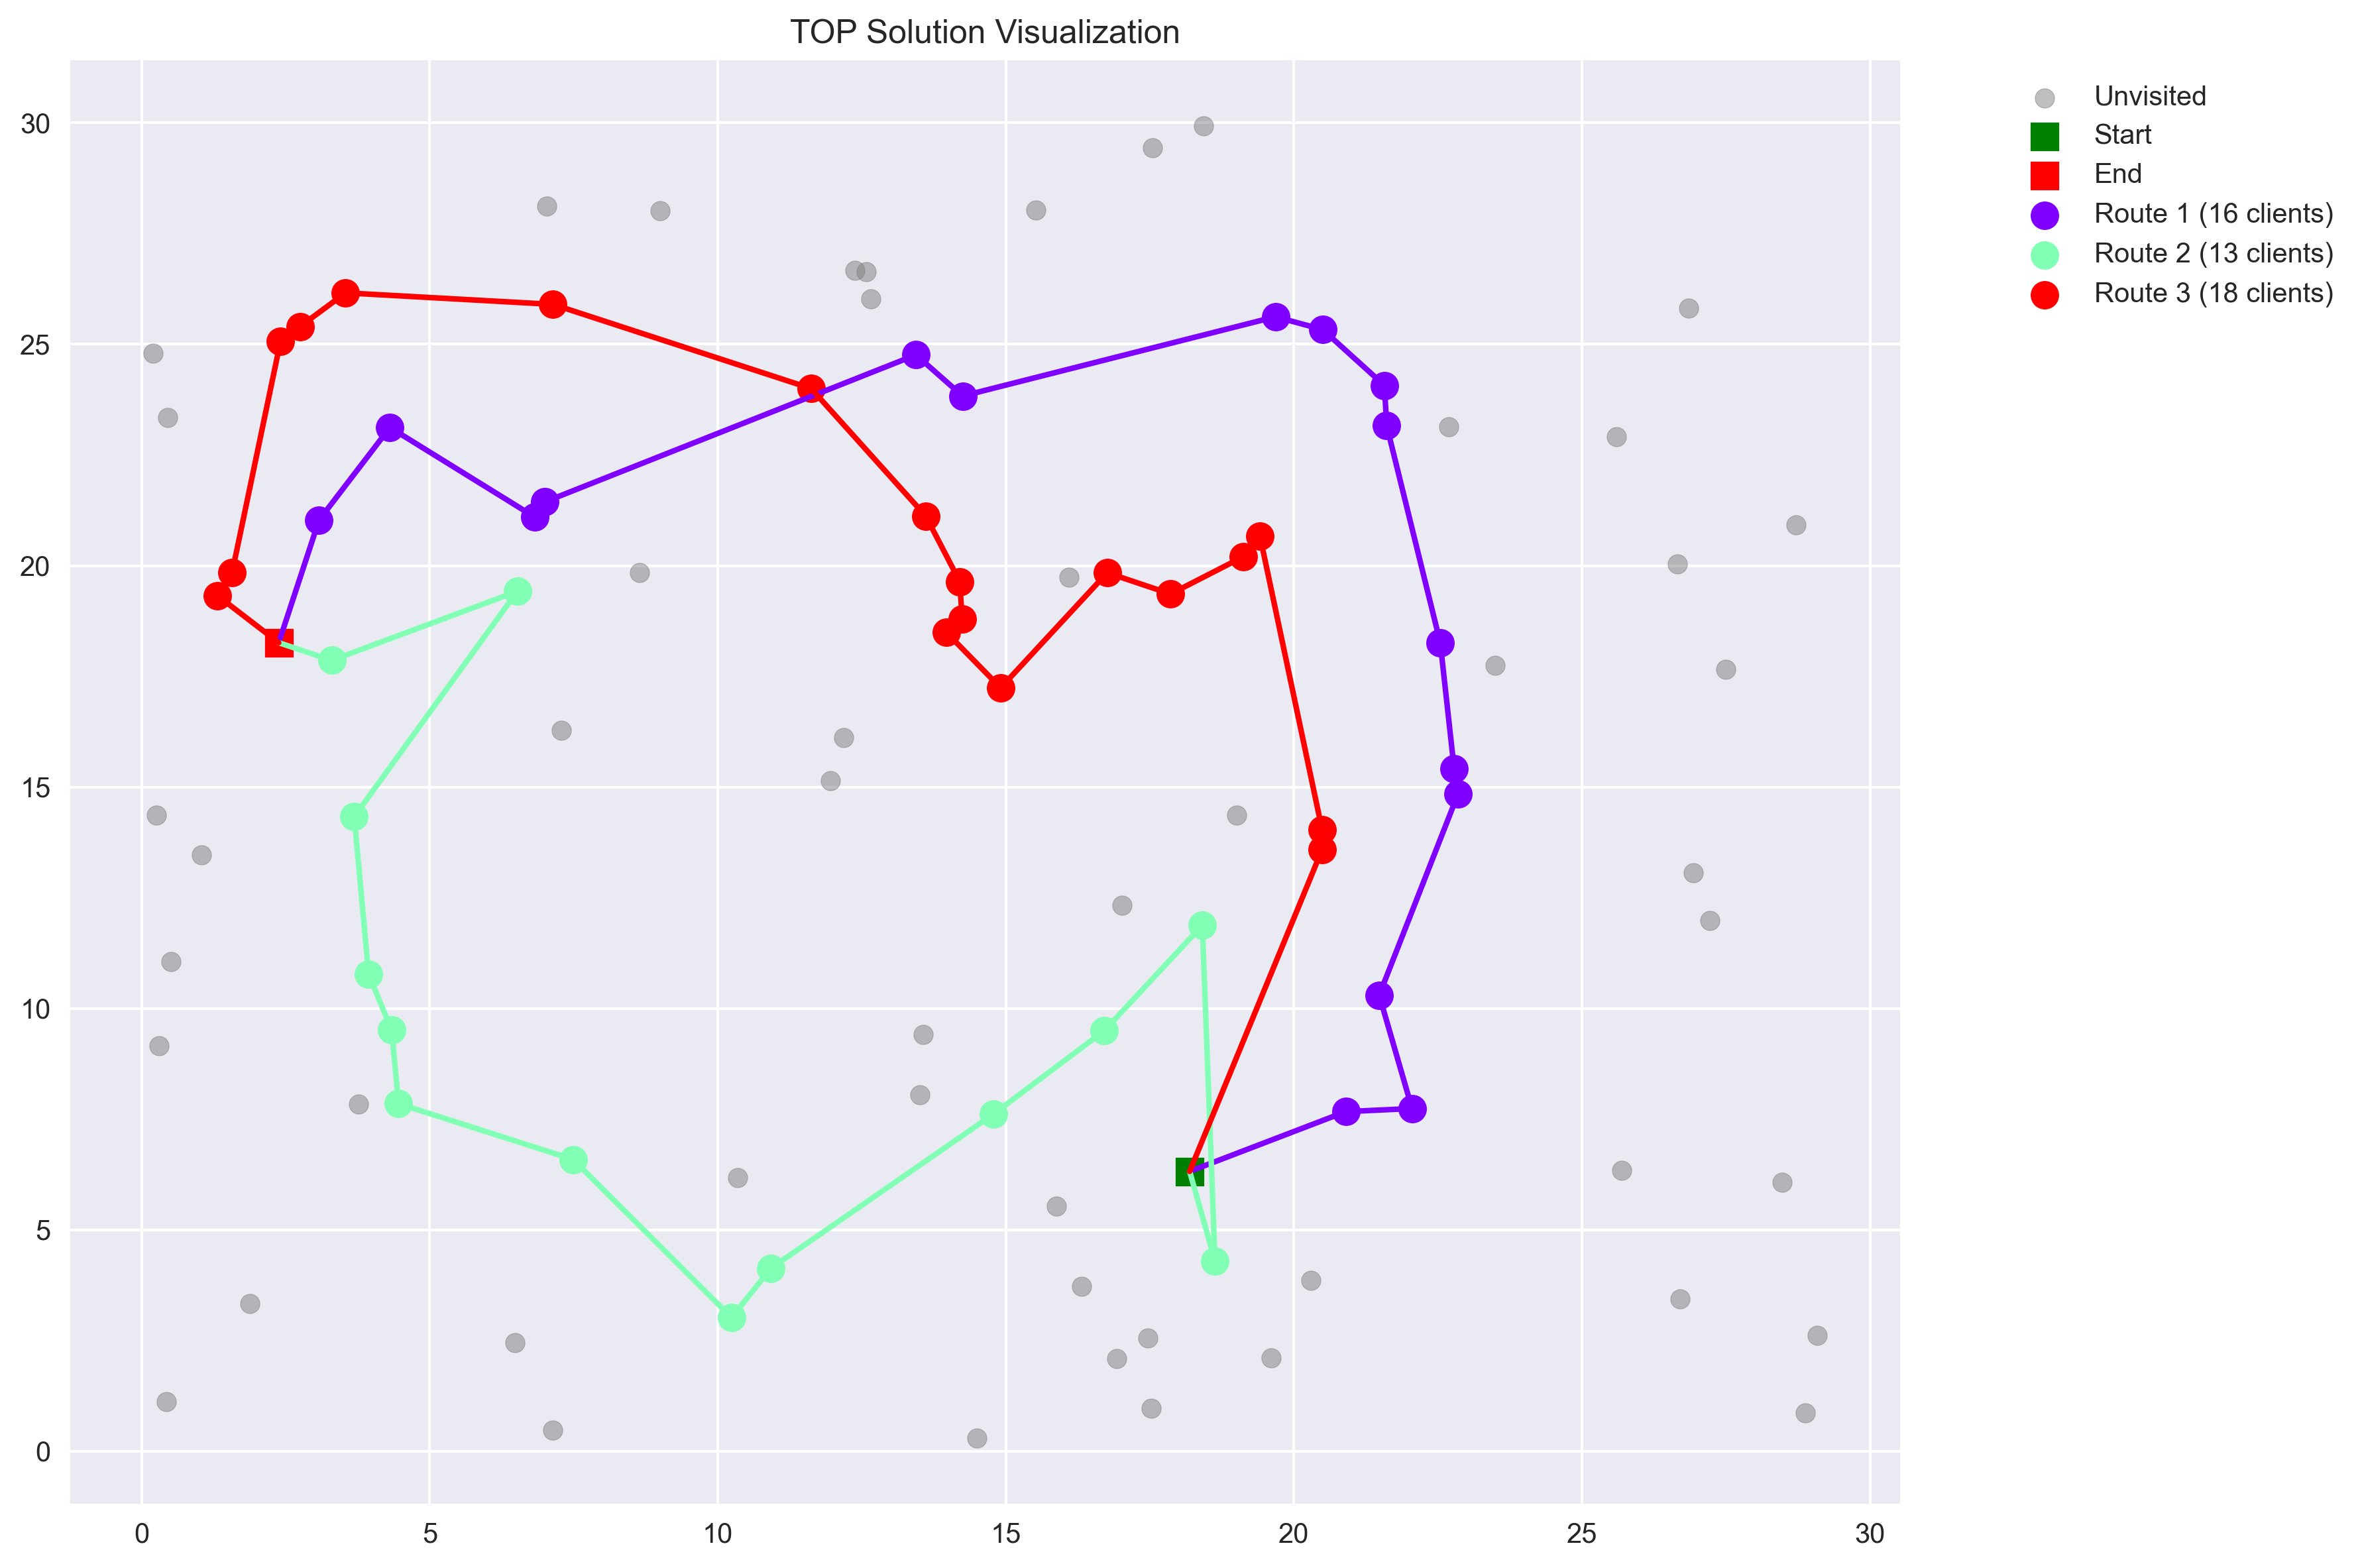 TOP Solution Visualization
30
25
20
15
10
5
0
0 5 10 15 20 25 30
Unvisited
Start
End
Route 1 (16 clients)
Route 2 (13 clients)
Route 3 (18 clients)